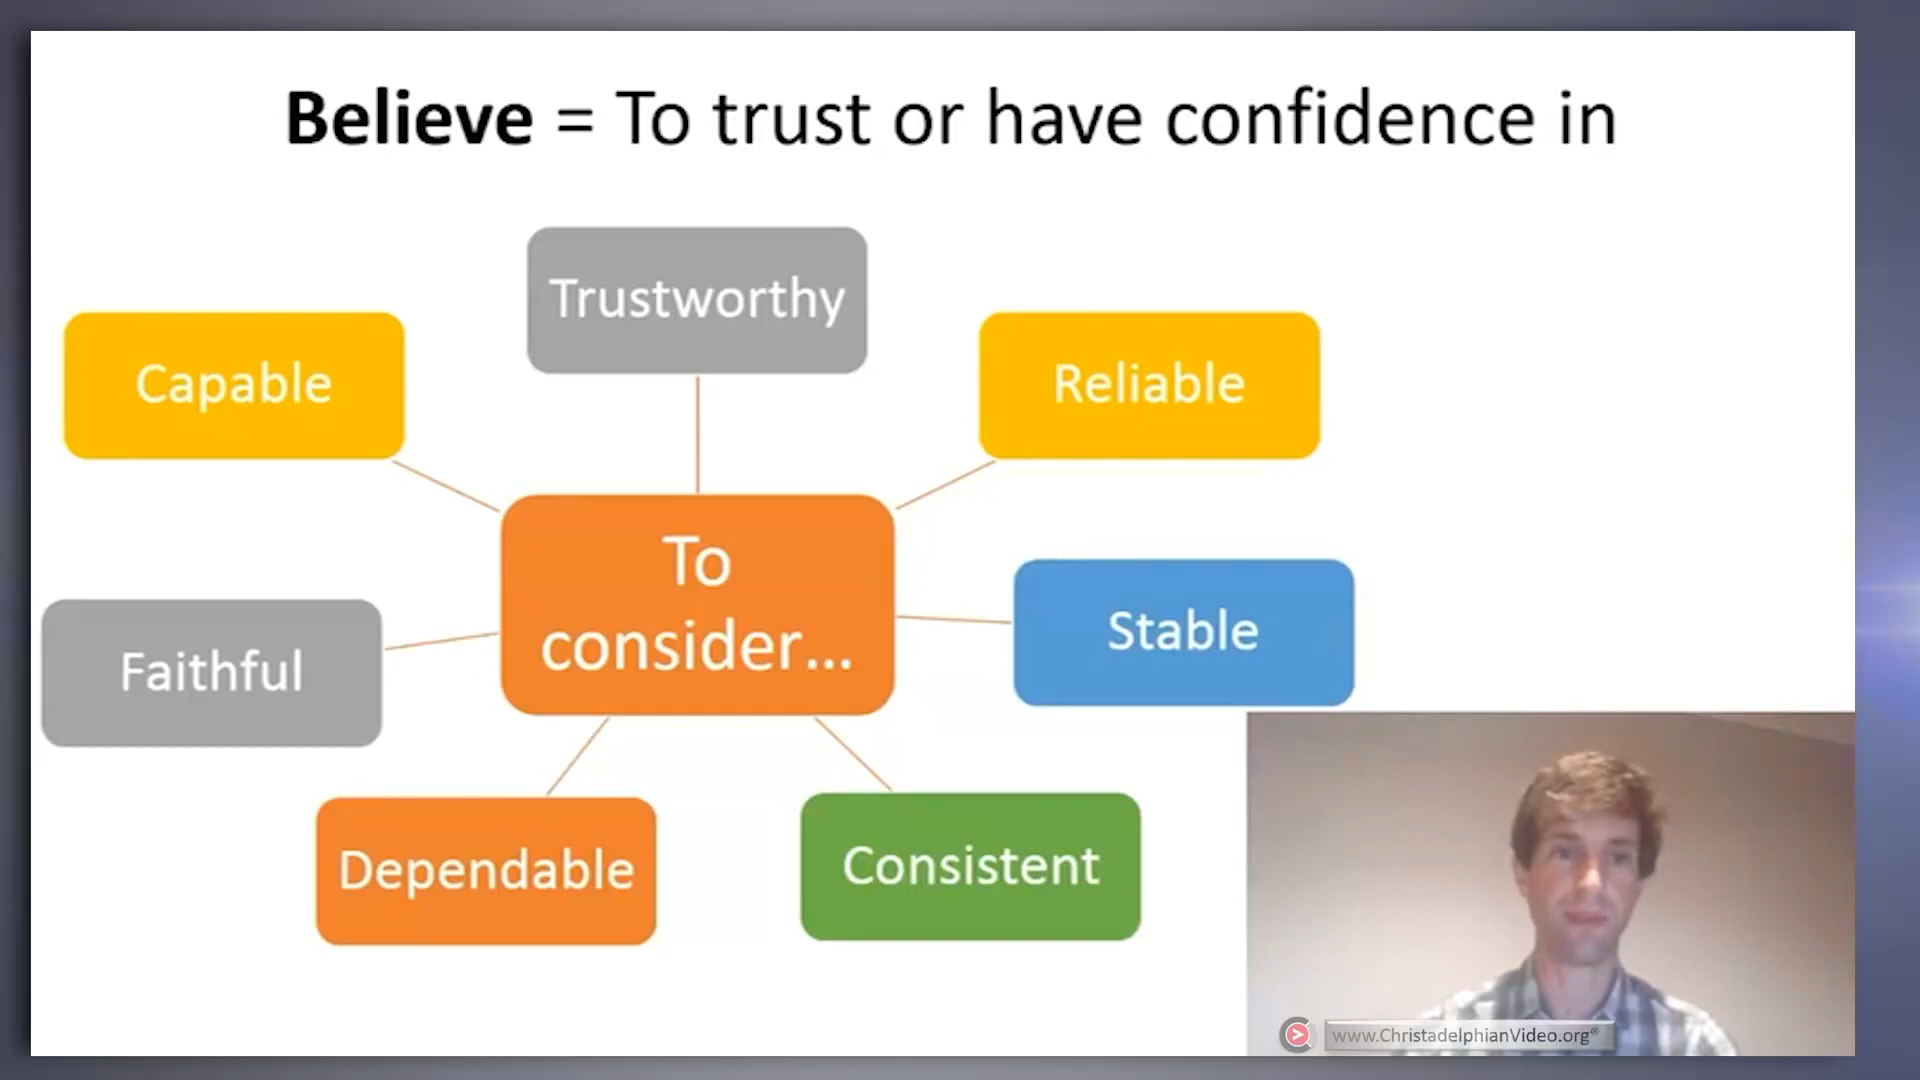 Believe = To trust or have confidence in
Trustworthy
Capable
Reliable
To
consider...
Stable
Faithful
Dependable
Consistent
www.ChristadelphianVideo.org®